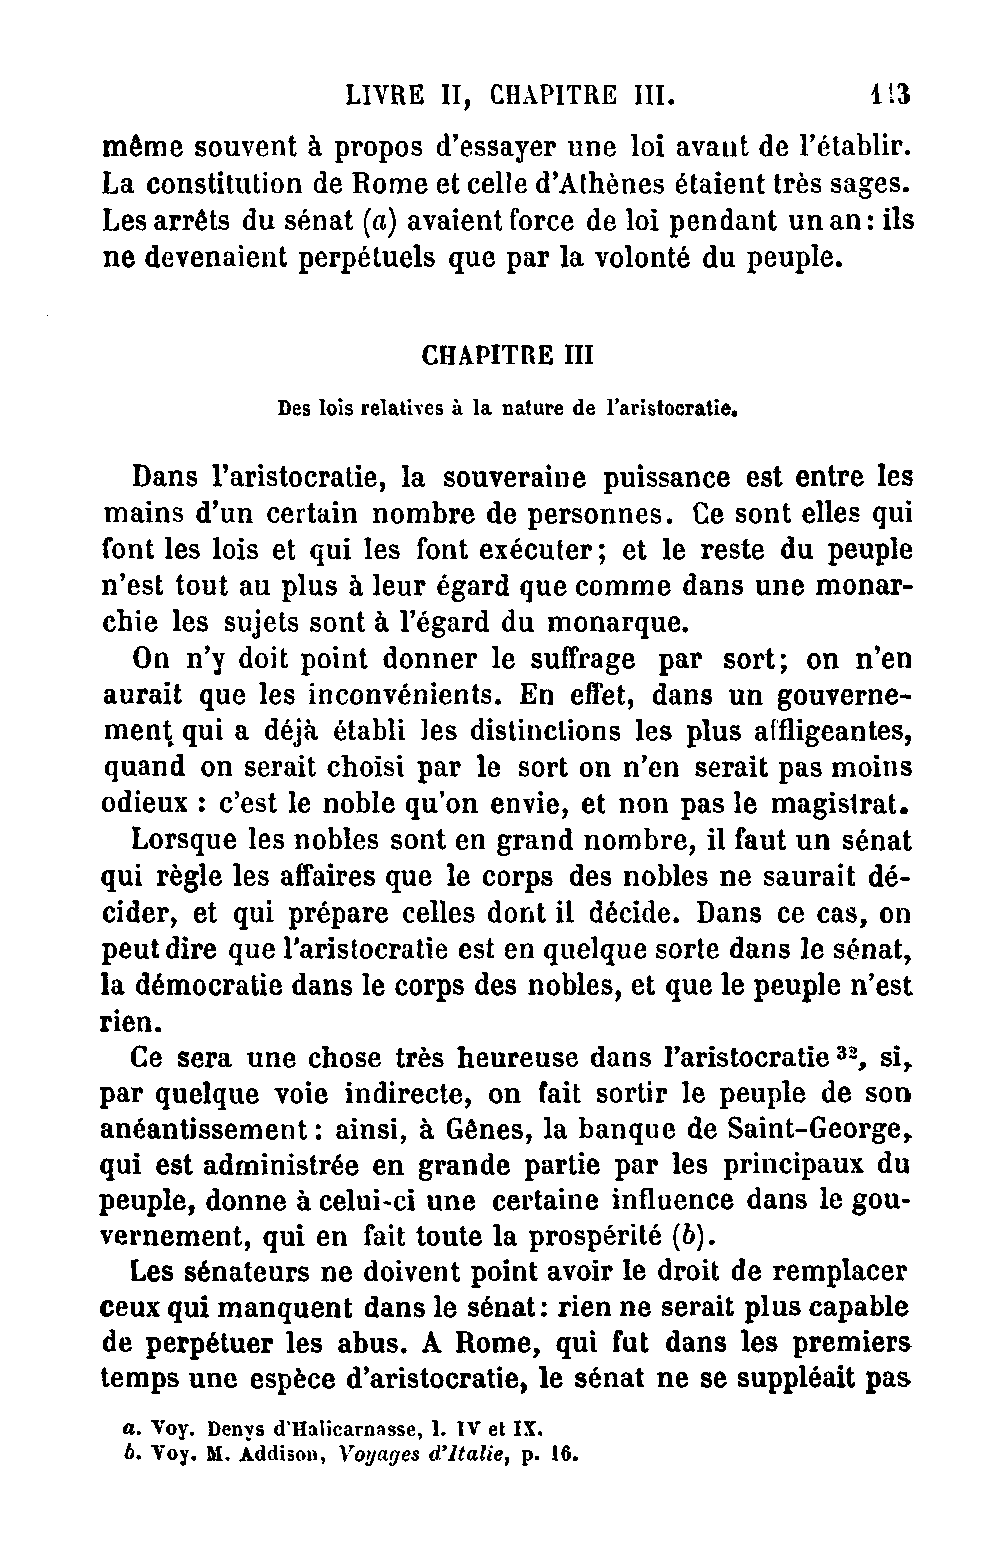 LIVRE II, CHAPITRE III. 113
même souvent à propos d'essayer une loi avant de l'établir.
La constitution de Rome et celle d'Athènes étaient très sages.
Les arrêts du sénat (a) avaient force de loi pendant un an : ils
ne devenaient perpétuels que par la volonté du peuple.
CHAPITRE III
Des lois relatives à la nature de l'aristocratie.
Dans l'aristocratie, la souveraine puissance est entre les
mains d'un certain nombre de personnes. Ce sont elles qui
font les lois et qui les font exécuter ; et le reste du peuple
n'est tout au plus à leur égard que comme dans une monar-
chie les sujets sont à l'égard du monarque.
On n'y doit point donner le suffrage par sort ; on n'en
aurait que les inconvénients. En effet, dans un gouverne-
ment qui a déjà établi les distinctions les plus affligeantes,
quand on serait choisi par le sort on n'en serait pas moins
odieux : c'est le noble qu'on envie, et non pas le magistrat.
Lorsque les nobles sont en grand nombre, il faut un sénat
qui règle les affaires que le corps des nobles ne saurait dé-
cider, et qui prépare celles dont il décide. Dans ce cas, on
peut dire que l'aristocratie est en quelque sorte dans le sénat,
la démocratie dans le corps des nobles, et que le peuple n'est
rien.
Ce sera une chose très heureuse dans l'aristocratie ³², si,
par quelque voie indirecte, on fait sortir le peuple de son
anéantissement : ainsi, à Gênes, la banque de Saint-George,
qui est administrée en grande partie par les principaux du
peuple, donne à celui-ci une certaine influence dans le gou-
vernement, qui en fait toute la prospérité (b).
Les sénateurs ne doivent point avoir le droit de remplacer
ceux qui manquent dans le sénat : rien ne serait plus capable
de perpétuer les abus. A Rome, qui fut dans les premiers
temps une espèce d'aristocratie, le sénat ne se suppléait pas
a. Voy. Denys d'Halicarnasse, l. IV et IX.
b. Voy. M. Addison, Voyages d'Italie, p. 16.